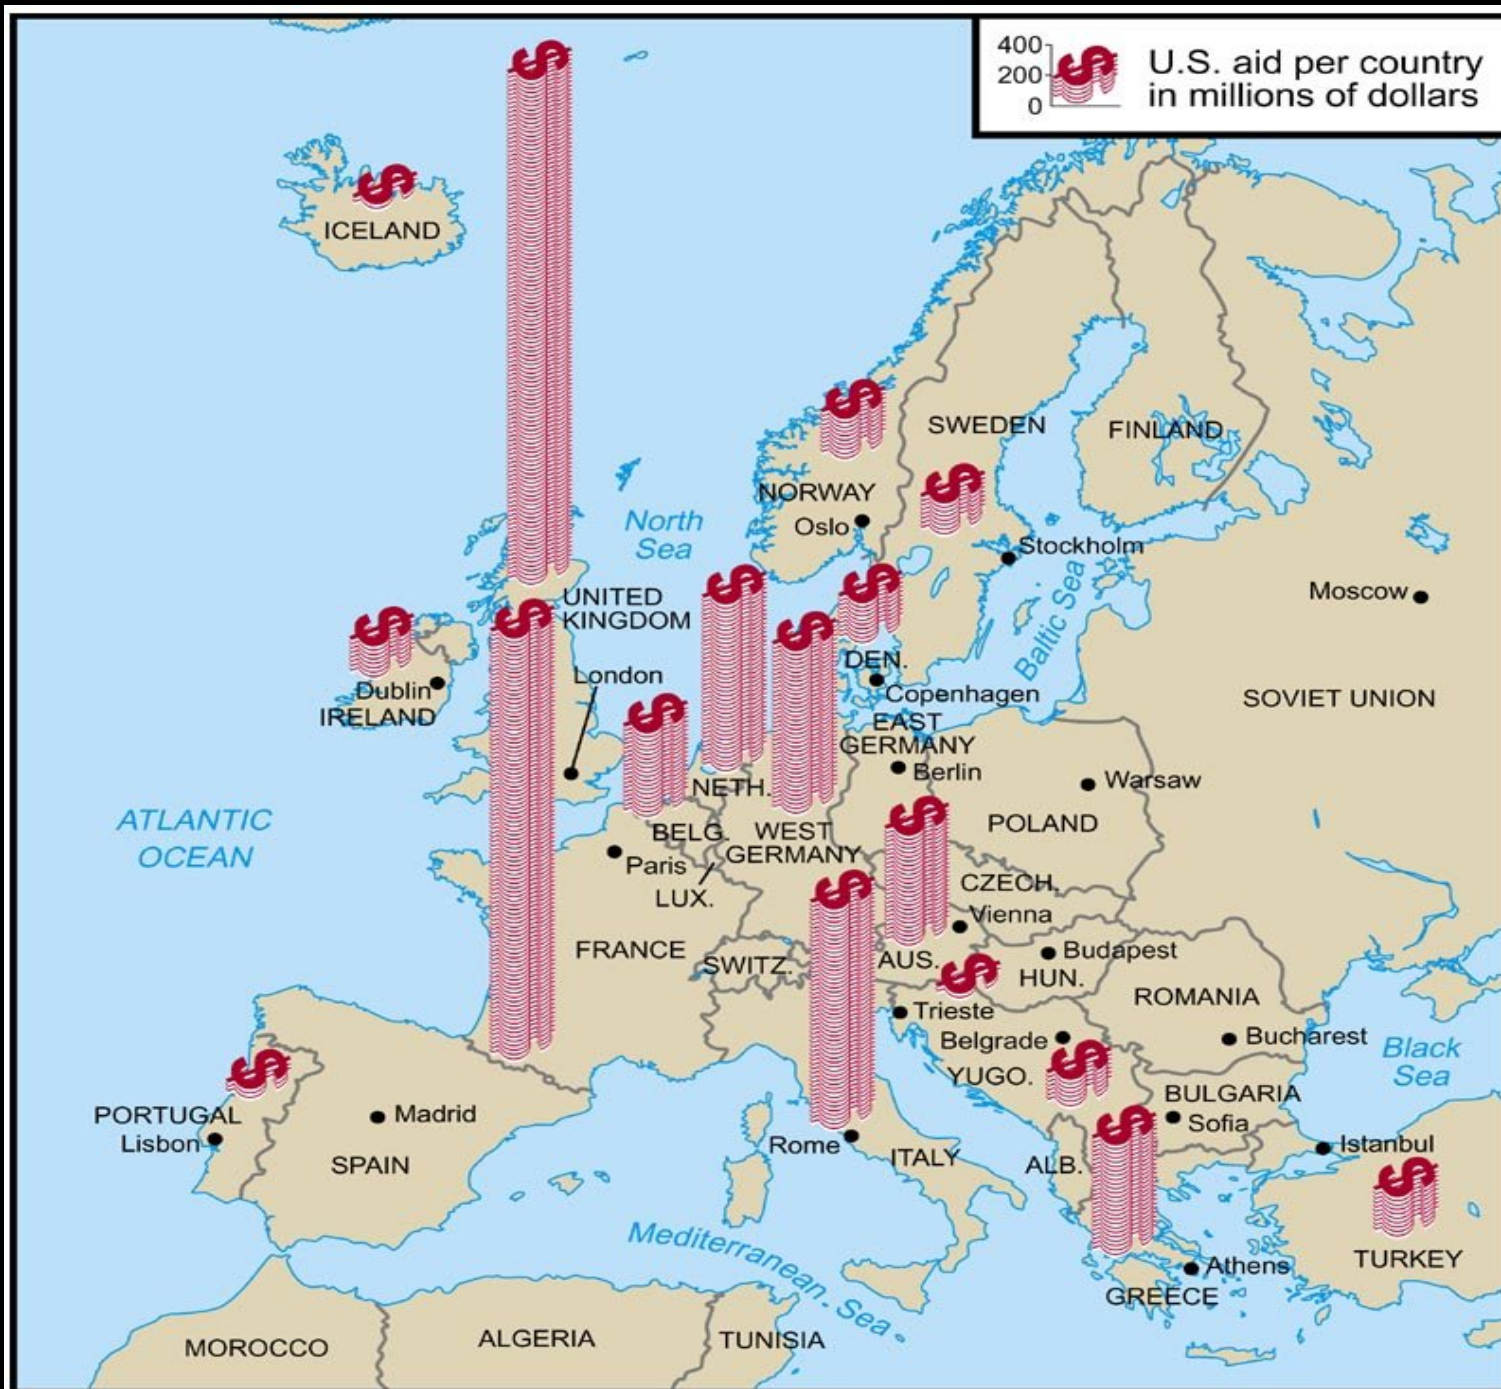 400
200
0
U.S. aid per country
in millions of dollars
ICELAND
SWEDEN
FINLAND
NORWAY
Oslo
North
Sea
Stockholm
Baltic Sea
Moscow
UNITED
KINGDOM
DEN.
Copenhagen
London
Dublin
IRELAND
SOVIET UNION
EAST
GERMANY
Berlin
Warsaw
NETH.
ATLANTIC
OCEAN
BELG.
WEST
GERMANY
POLAND
Paris
LUX.
CZECH.
Vienna
FRANCE
SWITZ.
AUS.
Budapest
HUN.
ROMANIA
Trieste
Belgrade
Bucharest
Black
Sea
YUGO.
BULGARIA
Sofia
PORTUGAL
Lisbon
Madrid
SPAIN
Rome
ITALY
ALB.
Istanbul
Mediterranean Sea
TURKEY
Athens
GREECE
MOROCCO
ALGERIA
TUNISIA